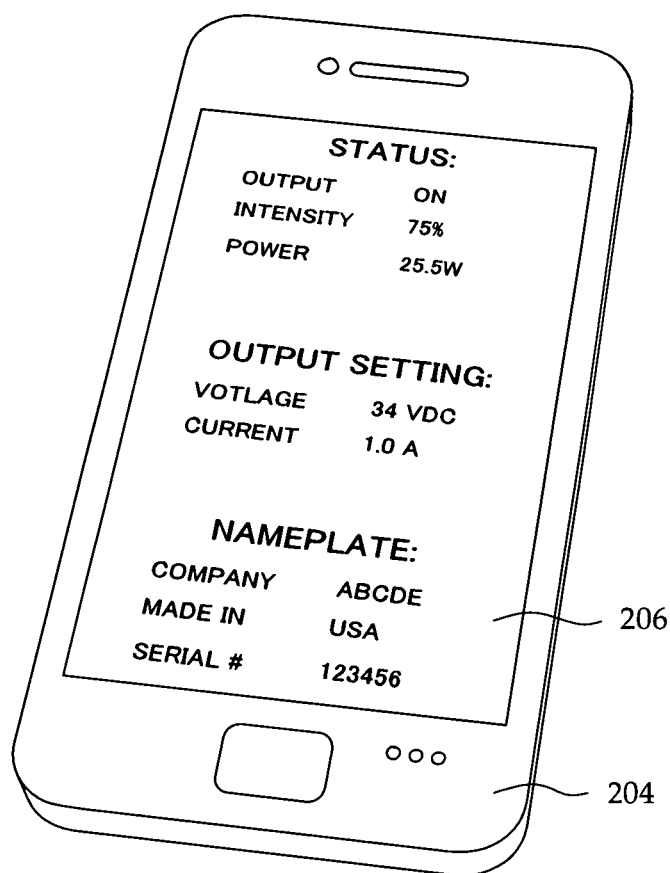 STATUS:
OUTPUT ON
INTENSITY 75%
POWER 25.5W
OUTPUT SETTING:
VOTLAGE 34 VDC
CURRENT 1.0 A
NAMEPLATE:
COMPANY ABCDE
MADE IN USA
SERIAL # 123456
206
204